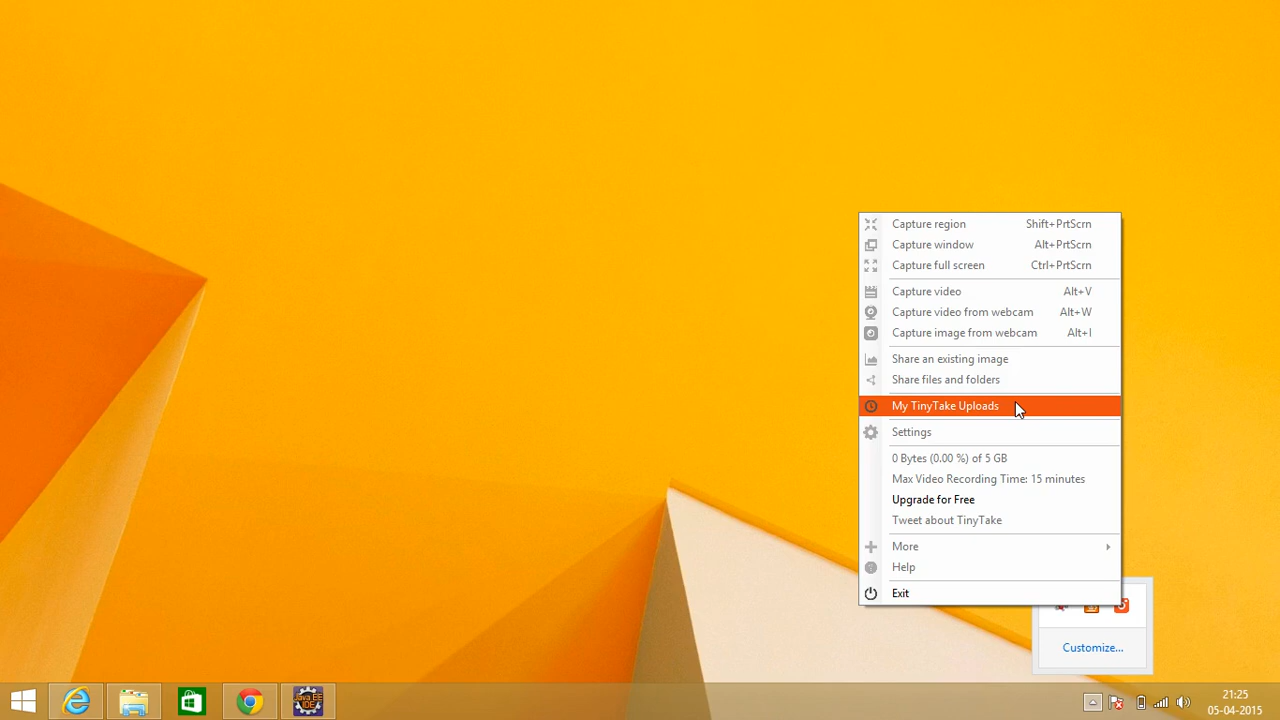 Capture region Shift+PrtScrn
Capture window Alt+PrtScrn
Capture full screen Ctrl+PrtScrn
Capture video Alt+V
Capture video from webcam Alt+W
Capture image from webcam Alt+I
Share an existing image
Share files and folders
My TinyTake Uploads
Settings
0 Bytes (0.00 %) of 5 GB
Max Video Recording Time: 15 minutes
Upgrade for Free
Tweet about TinyTake
More
Help
Exit
Customize...
Java EE
IDE
21:25
05-04-2015